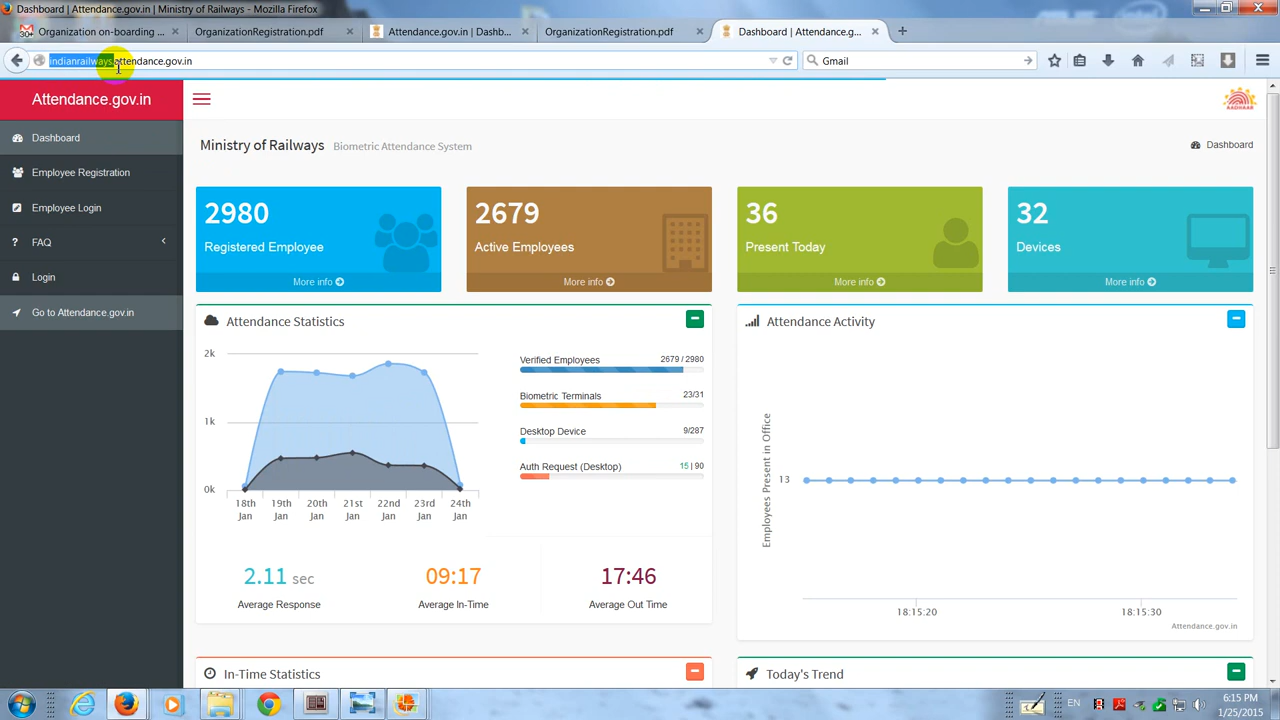 Dashboard | Attendance.gov.in | Ministry of Railways - Mozilla Firefox
Organization on-boarding ...
OrganizationRegistration.pdf
Attendance.gov.in | Dashb...
OrganizationRegistration.pdf
Dashboard | Attendance.g...
indianrailways.attendance.gov.in
Gmail
Attendance.gov.in
AADHAAR
Dashboard
Employee Registration
Employee Login
? FAQ
Login
Go to Attendance.gov.in
Ministry of Railways Biometric Attendance System
Dashboard
2980
Registered Employee
More info
2679
Active Employees
More info
36
Present Today
More info
32
Devices
More info
Attendance Statistics
2k
1k
0k
18th Jan
19th Jan
20th Jan
21st Jan
22nd Jan
23rd Jan
24th Jan
Verified Employees 2679 / 2980
Biometric Terminals 23/31
Desktop Device 9/287
Auth Request (Desktop) 15 | 90
2.11 sec
Average Response
09:17
Average In-Time
17:46
Average Out Time
Attendance Activity
Employees Present in Office
13
18:15:20
18:15:30
Attendance.gov.in
In-Time Statistics
Today's Trend
EN
6:15 PM
1/25/2015